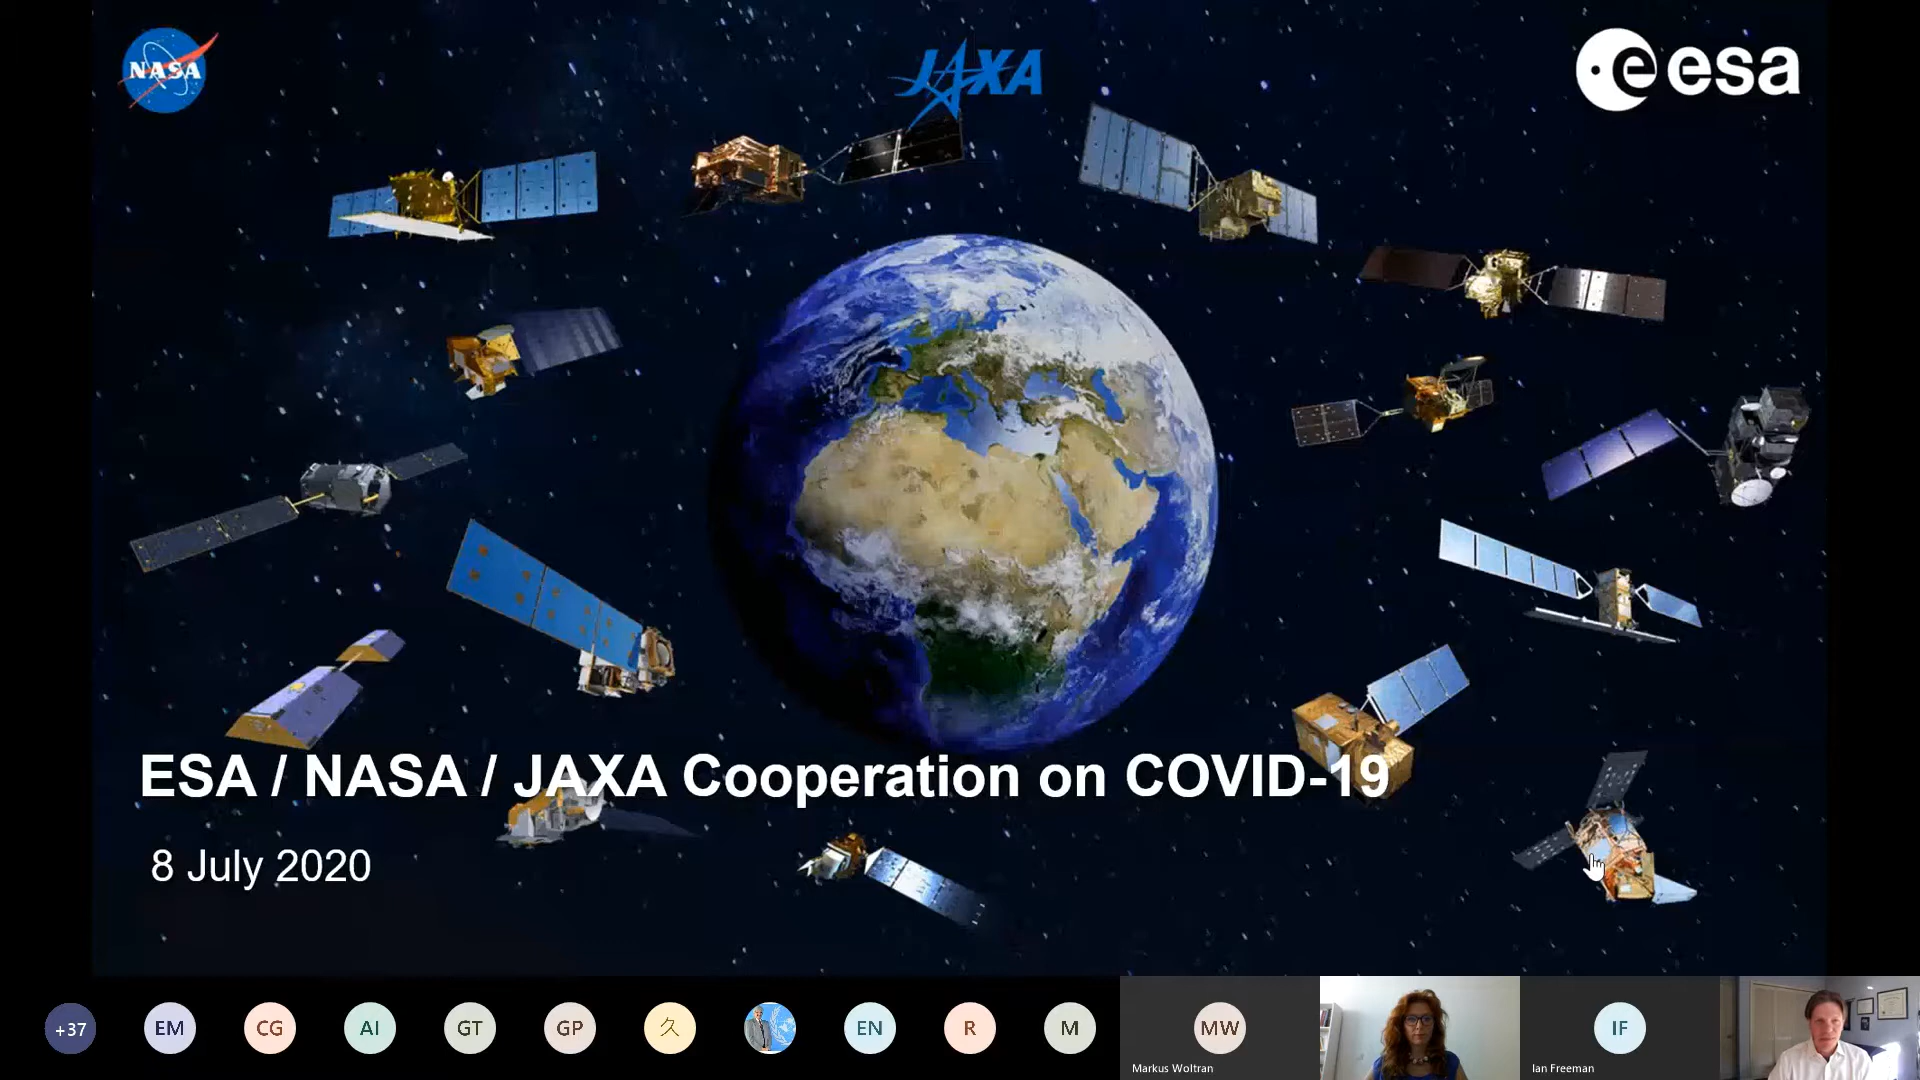 NASA
JAXA
esa
ESA / NASA / JAXA Cooperation on COVID-19
8 July 2020
+37
EM
CG
AI
GT
GP
久
EN
R
M
MW
Markus Woltran
IF
Ian Freeman